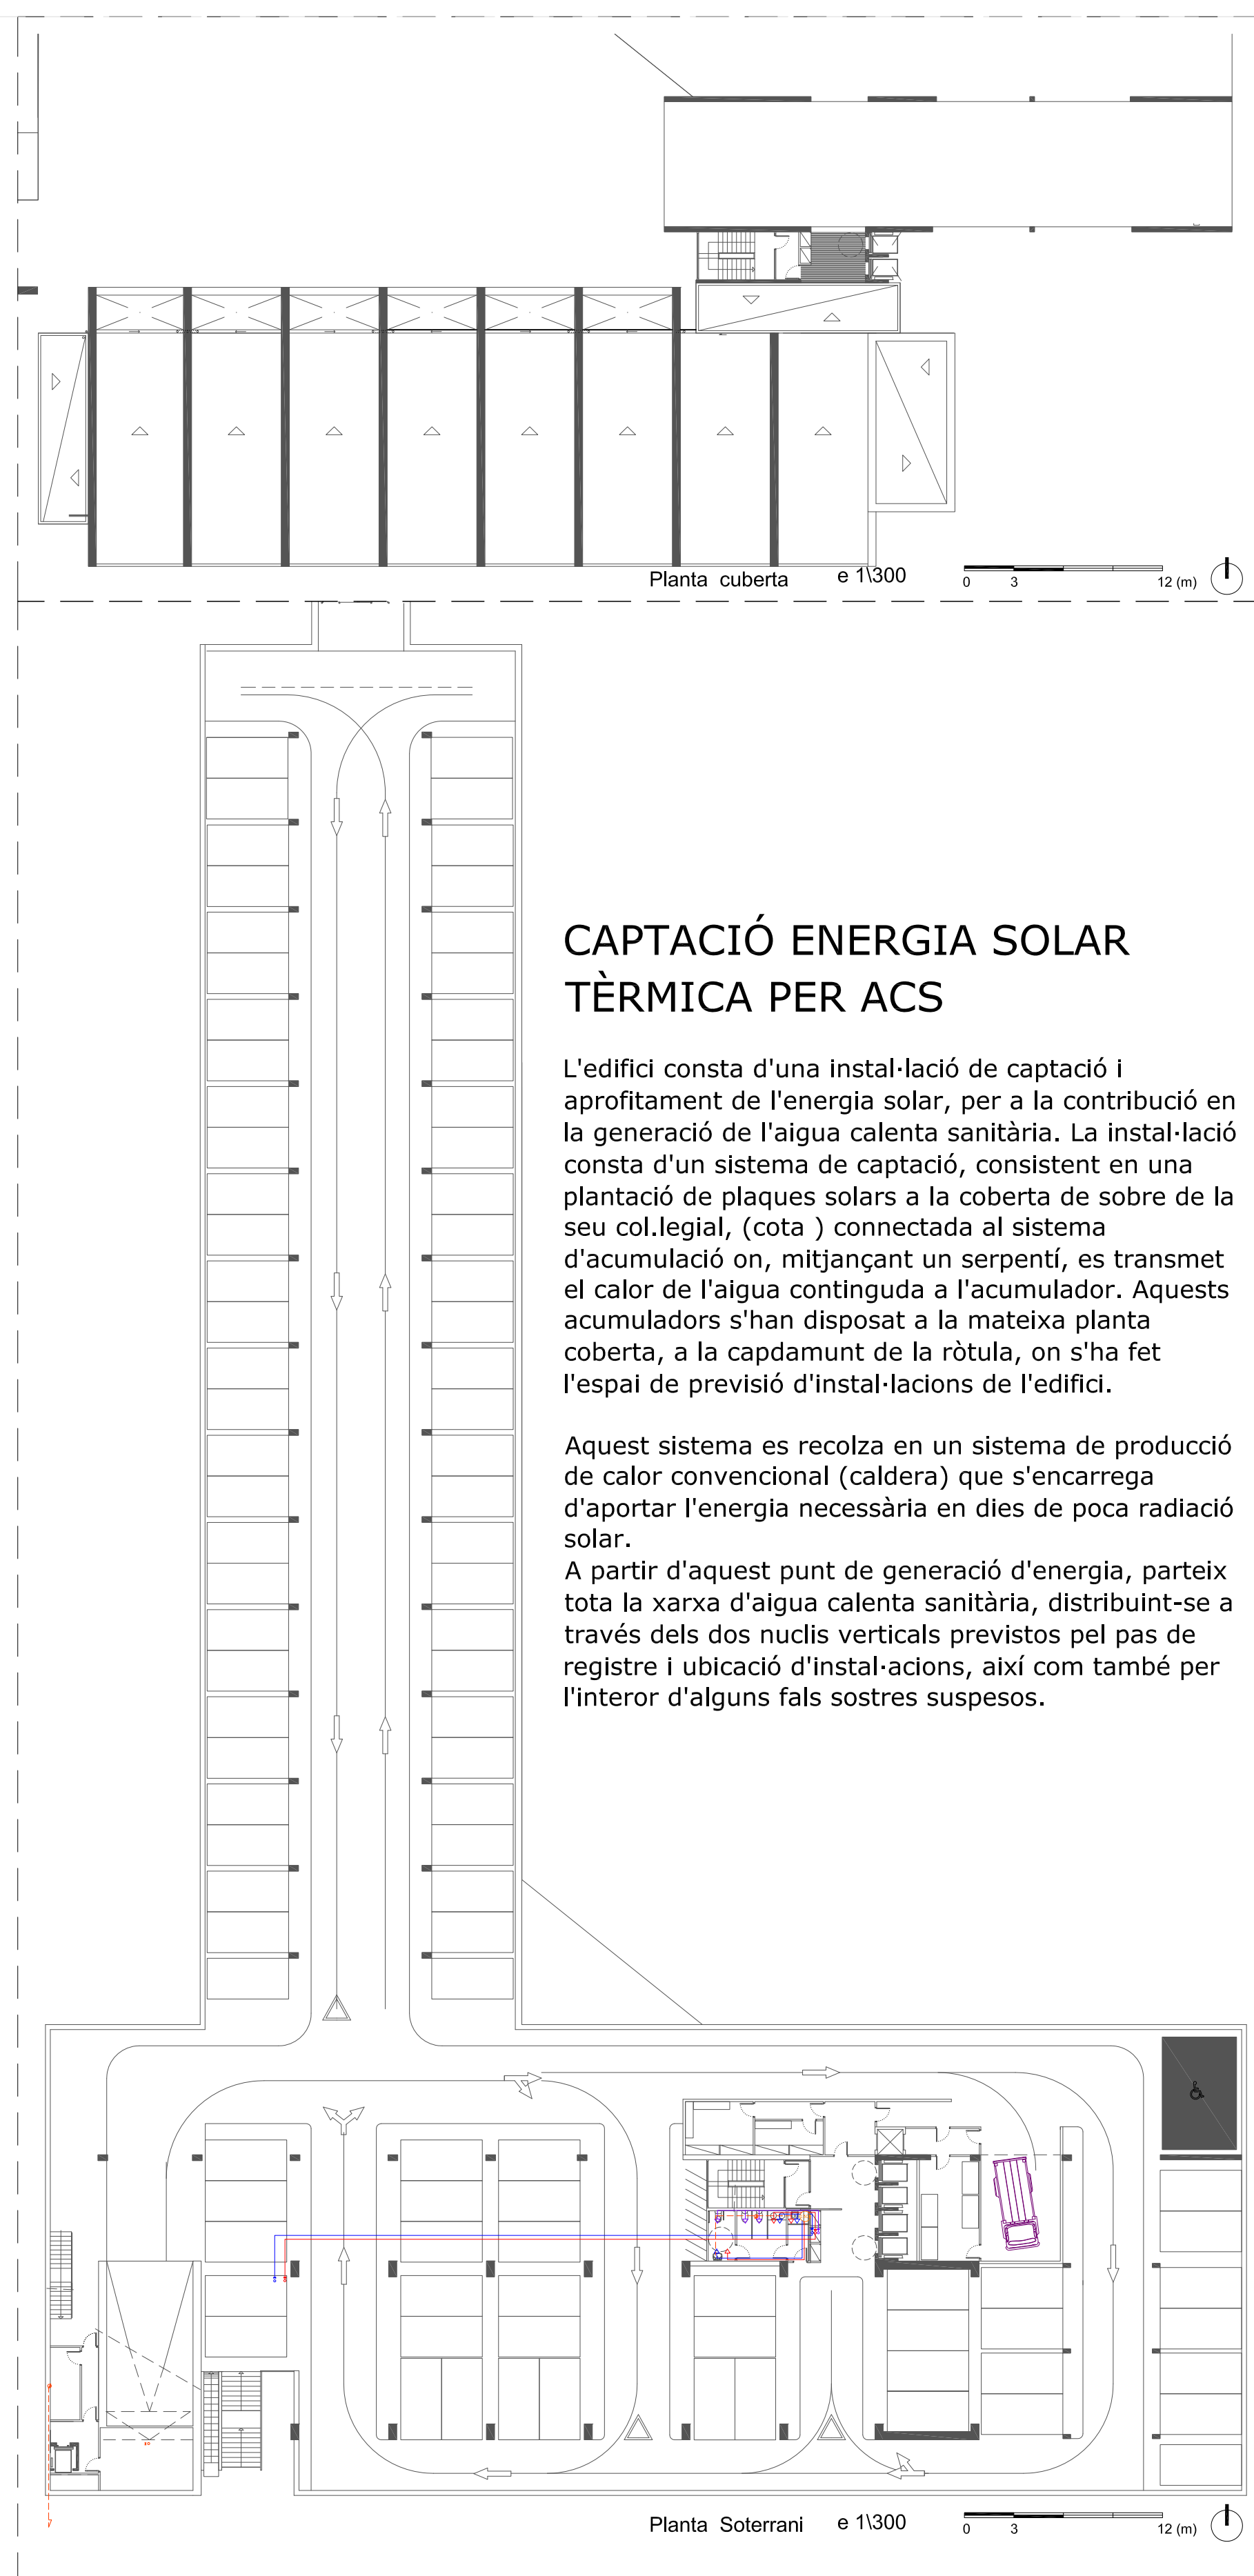 Planta cuberta e 1\300 0 3 12 (m)
CAPTACIÓ ENERGIA SOLAR
TÈRMICA PER ACS
L'edifici consta d'una instal·lació de captació i
aprofitament de l'energia solar, per a la contribució en
la generació de l'aigua calenta sanitària. La instal·lació
consta d'un sistema de captació, consistent en una
plantació de plaques solars a la coberta de sobre de la
seu col.legial, (cota ) connectada al sistema
d'acumulació on, mitjançant un serpentí, es transmet
el calor de l'aigua continguda a l'acumulador. Aquests
acumuladors s'han disposat a la mateixa planta
coberta, a la capdamunt de la ròtula, on s'ha fet
l'espai de previsió d'instal·lacions de l'edifici.
Aquest sistema es recolza en un sistema de producció
de calor convencional (caldera) que s'encarrega
d'aportar l'energia necessària en dies de poca radiació
solar.
A partir d'aquest punt de generació d'energia, parteix
tota la xarxa d'aigua calenta sanitària, distribuint-se a
través dels dos nuclis verticals previstos pel pas de
registre i ubicació d'instal·acions, així com també per
l'interor d'alguns fals sostres suspesos.
Planta Soterrani e 1\300 0 3 12 (m)